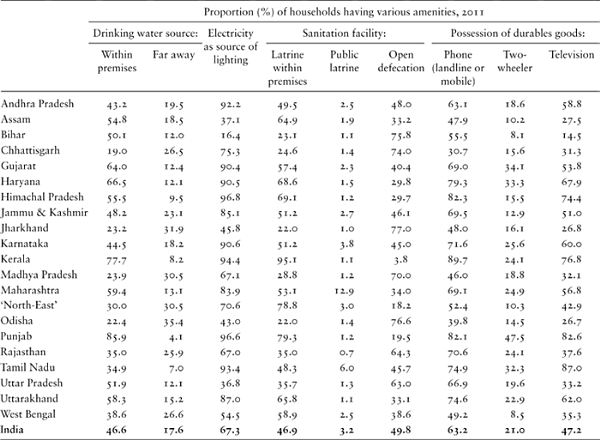 Proportion (%) of households having various amenities, 2011
Drinking water source: Electricity Sanitation facility: Possession of durables goods:
as source of
Within Far away lighting Latrine Public Open Phone Two- Television
premises within latrine defecation (landline or wheeler
premises mobile)
Andhra Pradesh 43.2 19.5 92.2 49.5 2.5 48.0 63.1 18.6 58.8
Assam 54.8 18.5 37.1 64.9 1.9 33.2 47.9 10.2 27.5
Bihar 50.1 12.0 16.4 23.1 1.1 75.8 55.5 8.1 14.5
Chhattisgarh 19.0 26.5 75.3 24.6 1.4 74.0 30.7 15.6 31.3
Gujarat 64.0 12.4 90.4 57.4 2.3 40.4 69.0 34.1 53.8
Haryana 66.5 12.1 90.5 68.6 1.5 29.8 79.3 33.3 67.9
Himachal Pradesh 55.5 9.5 96.8 69.1 1.2 29.7 82.3 15.5 74.4
Jammu & Kashmir 48.2 23.1 85.1 51.2 2.7 46.1 69.5 12.9 51.0
Jharkhand 23.2 31.9 45.8 22.0 1.0 77.0 48.0 16.1 26.8
Karnataka 44.5 18.2 90.6 51.2 3.8 45.0 71.6 25.6 60.0
Kerala 77.7 8.2 94.4 95.1 1.1 3.8 89.7 24.1 76.8
Madhya Pradesh 23.9 30.5 67.1 28.8 1.2 70.0 46.0 18.8 32.1
Maharashtra 59.4 13.1 83.9 53.1 12.9 34.0 69.1 24.9 56.8
'North-East' 30.0 30.5 70.6 78.8 3.0 18.2 52.4 10.3 42.9
Odisha 22.4 35.4 43.0 22.0 1.4 76.6 39.8 14.5 26.7
Punjab 85.9 4.1 96.6 79.3 1.2 19.5 82.1 47.5 82.6
Rajasthan 35.0 25.9 67.0 35.0 0.7 64.3 70.6 24.1 37.6
Tamil Nadu 34.9 7.0 93.4 48.3 6.0 45.7 74.9 32.3 87.0
Uttar Pradesh 51.9 12.1 36.8 35.7 1.3 63.0 66.9 19.6 33.2
Uttarakhand 58.3 15.2 87.0 65.8 1.1 33.1 74.6 22.9 62.0
West Bengal 38.6 26.6 54.5 58.9 2.5 38.6 49.2 8.5 35.3
India 46.6 17.6 67.3 46.9 3.2 49.8 63.2 21.0 47.2